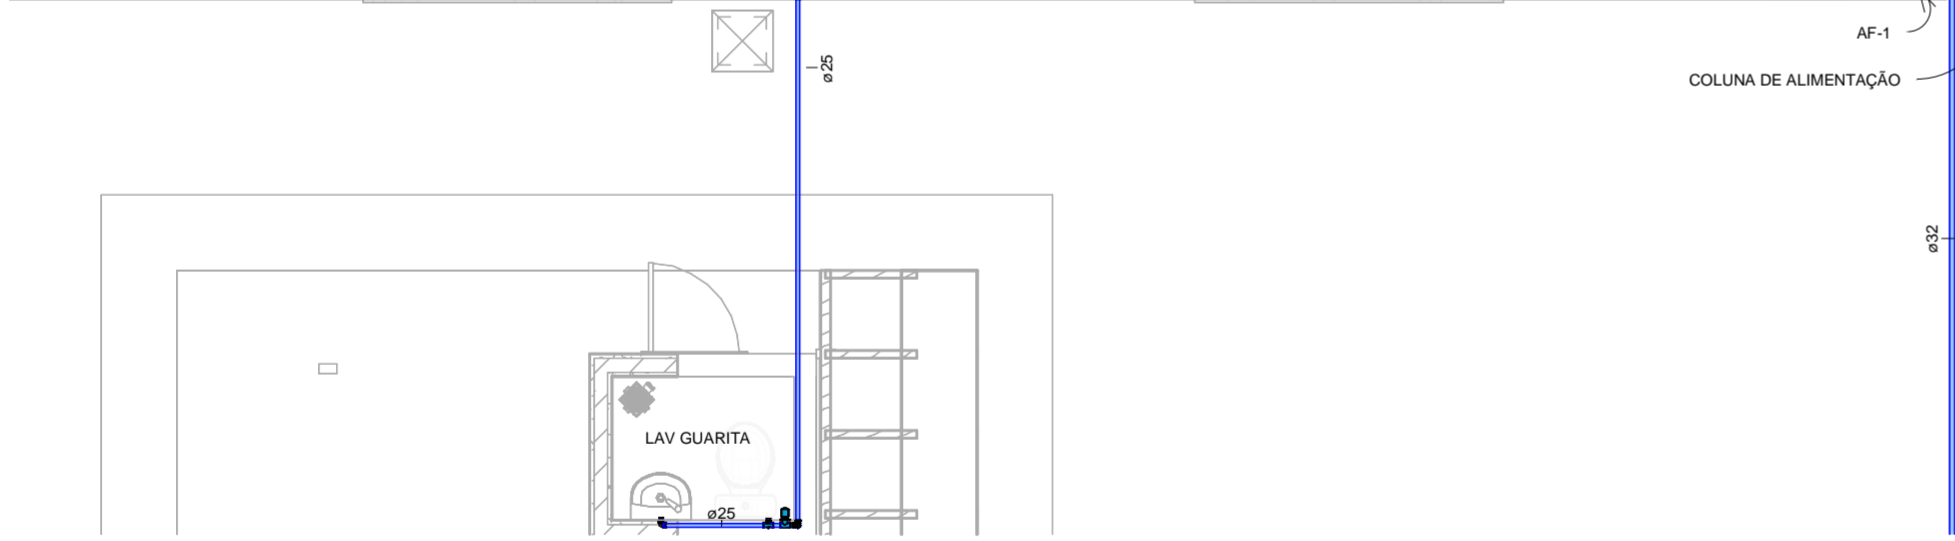 AF-1
ø25
COLUNA DE ALIMENTAÇÃO
ø32
LAV GUARITA
ø25